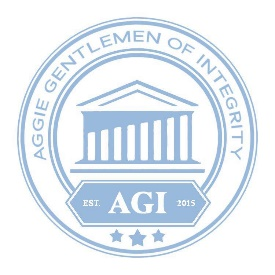 AGGIE GENTLEMEN OF INTEGRITY
EST. AGI 2015